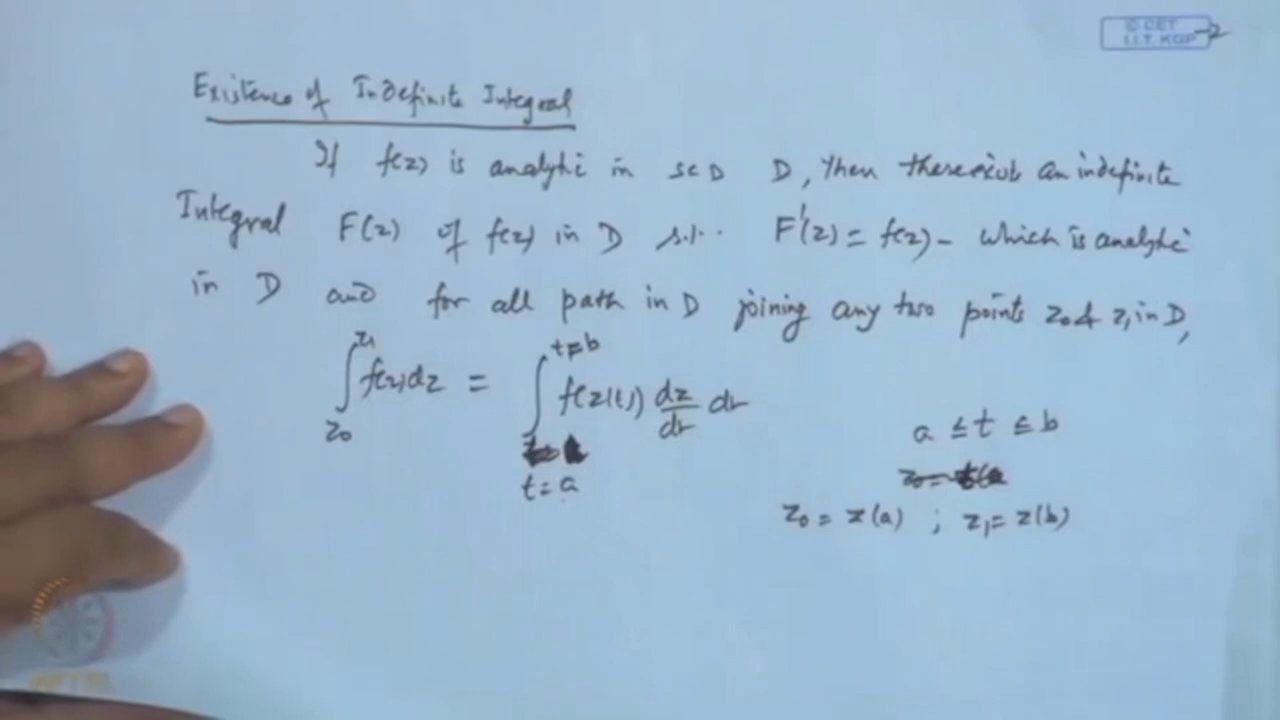 © CET
I.I.T. KGP -2
Existence of Indefinite Integral
If f(z) is analytic in SCD D, then there exists an indefinite
Integral F(z) of f(z) in D s.t. F'(z) = f(z) - which is analytic
in D and for all path in D joining any two points z₀ & z₁ in D,
∫_{z₀}^{z₁} f(z) dz = ∫_{t=a}^{t=b} f(z(t)) dz/dt dt
a ≤ t ≤ b
z₀ = z(a) ; z₁ = z(b)